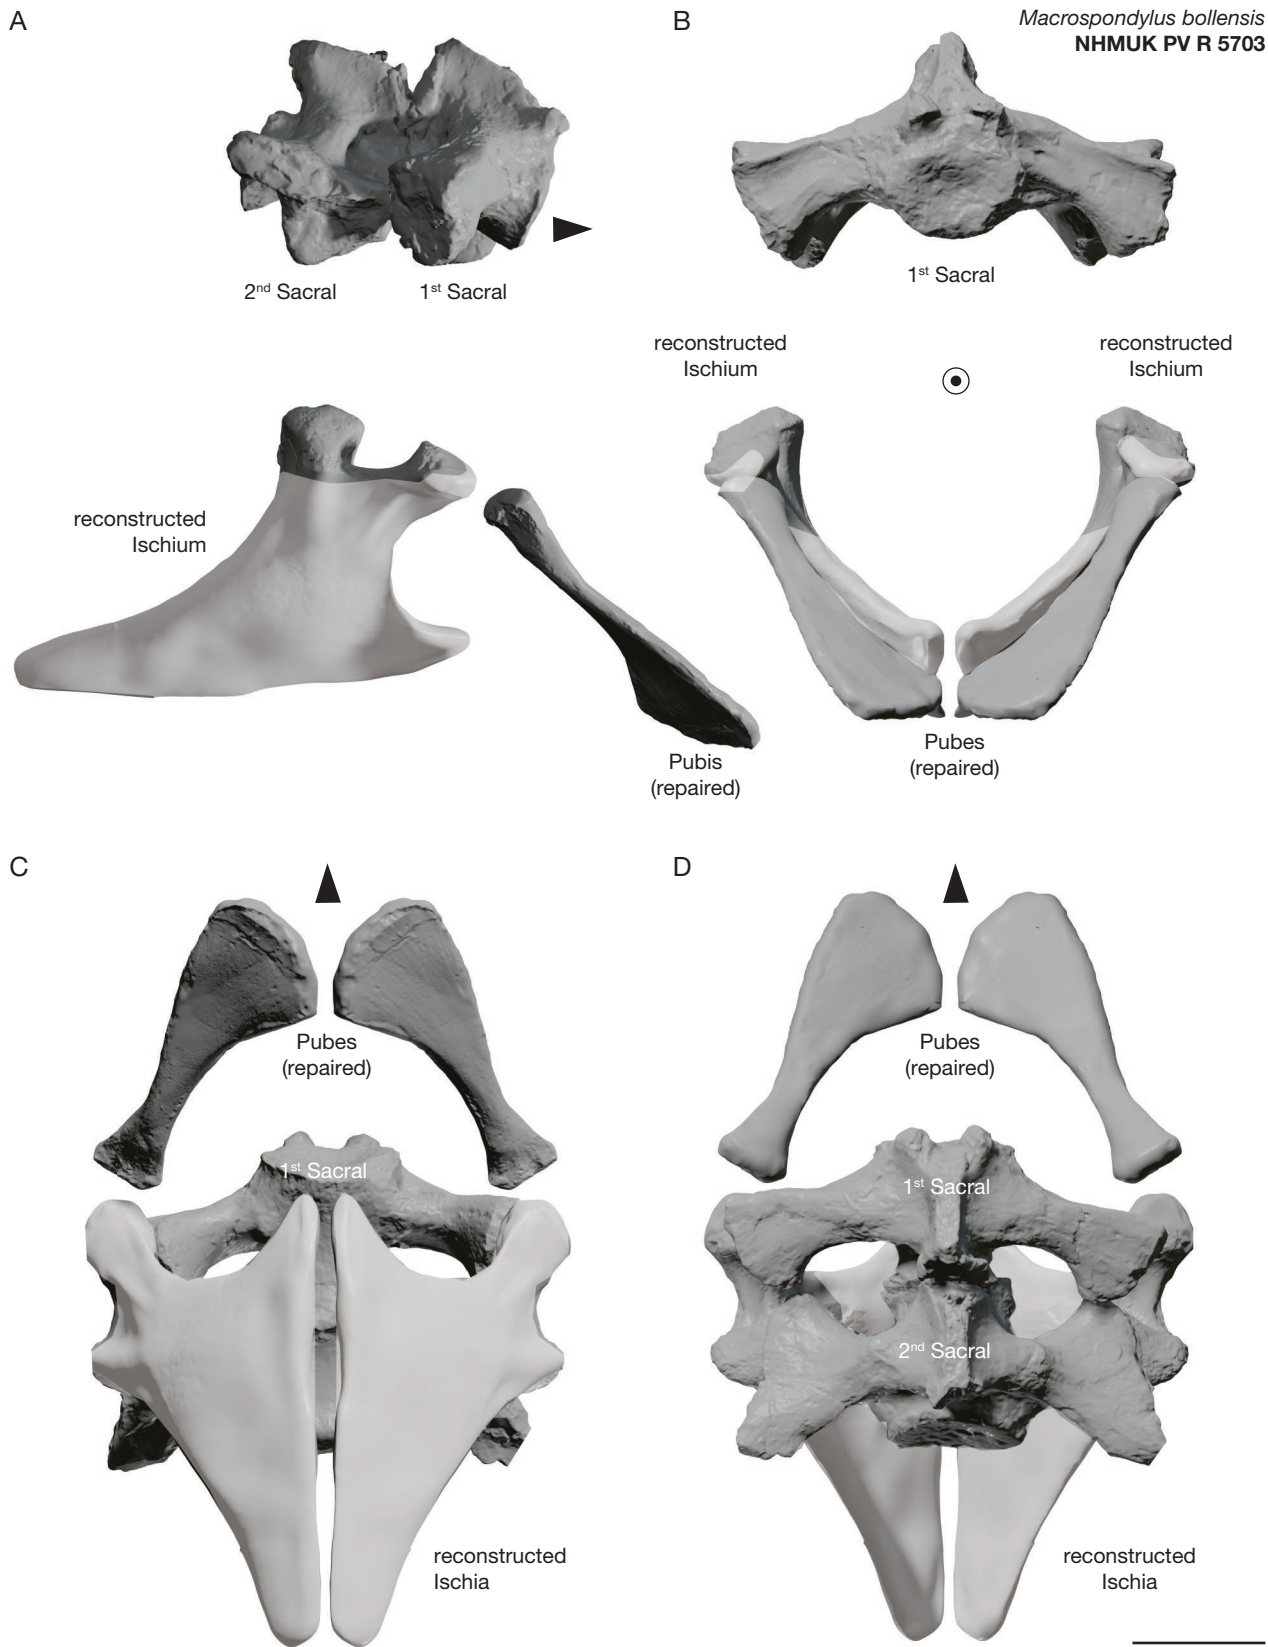 A
B
Macrospondylus bollensis
NHMUK PV R 5703
2nd Sacral
1st Sacral
1st Sacral
reconstructed
Ischium
reconstructed
Ischium
reconstructed
Ischium
Pubis
(repaired)
Pubes
(repaired)
C
D
Pubes
(repaired)
Pubes
(repaired)
1st Sacral
1st Sacral
2nd Sacral
reconstructed
Ischia
reconstructed
Ischia